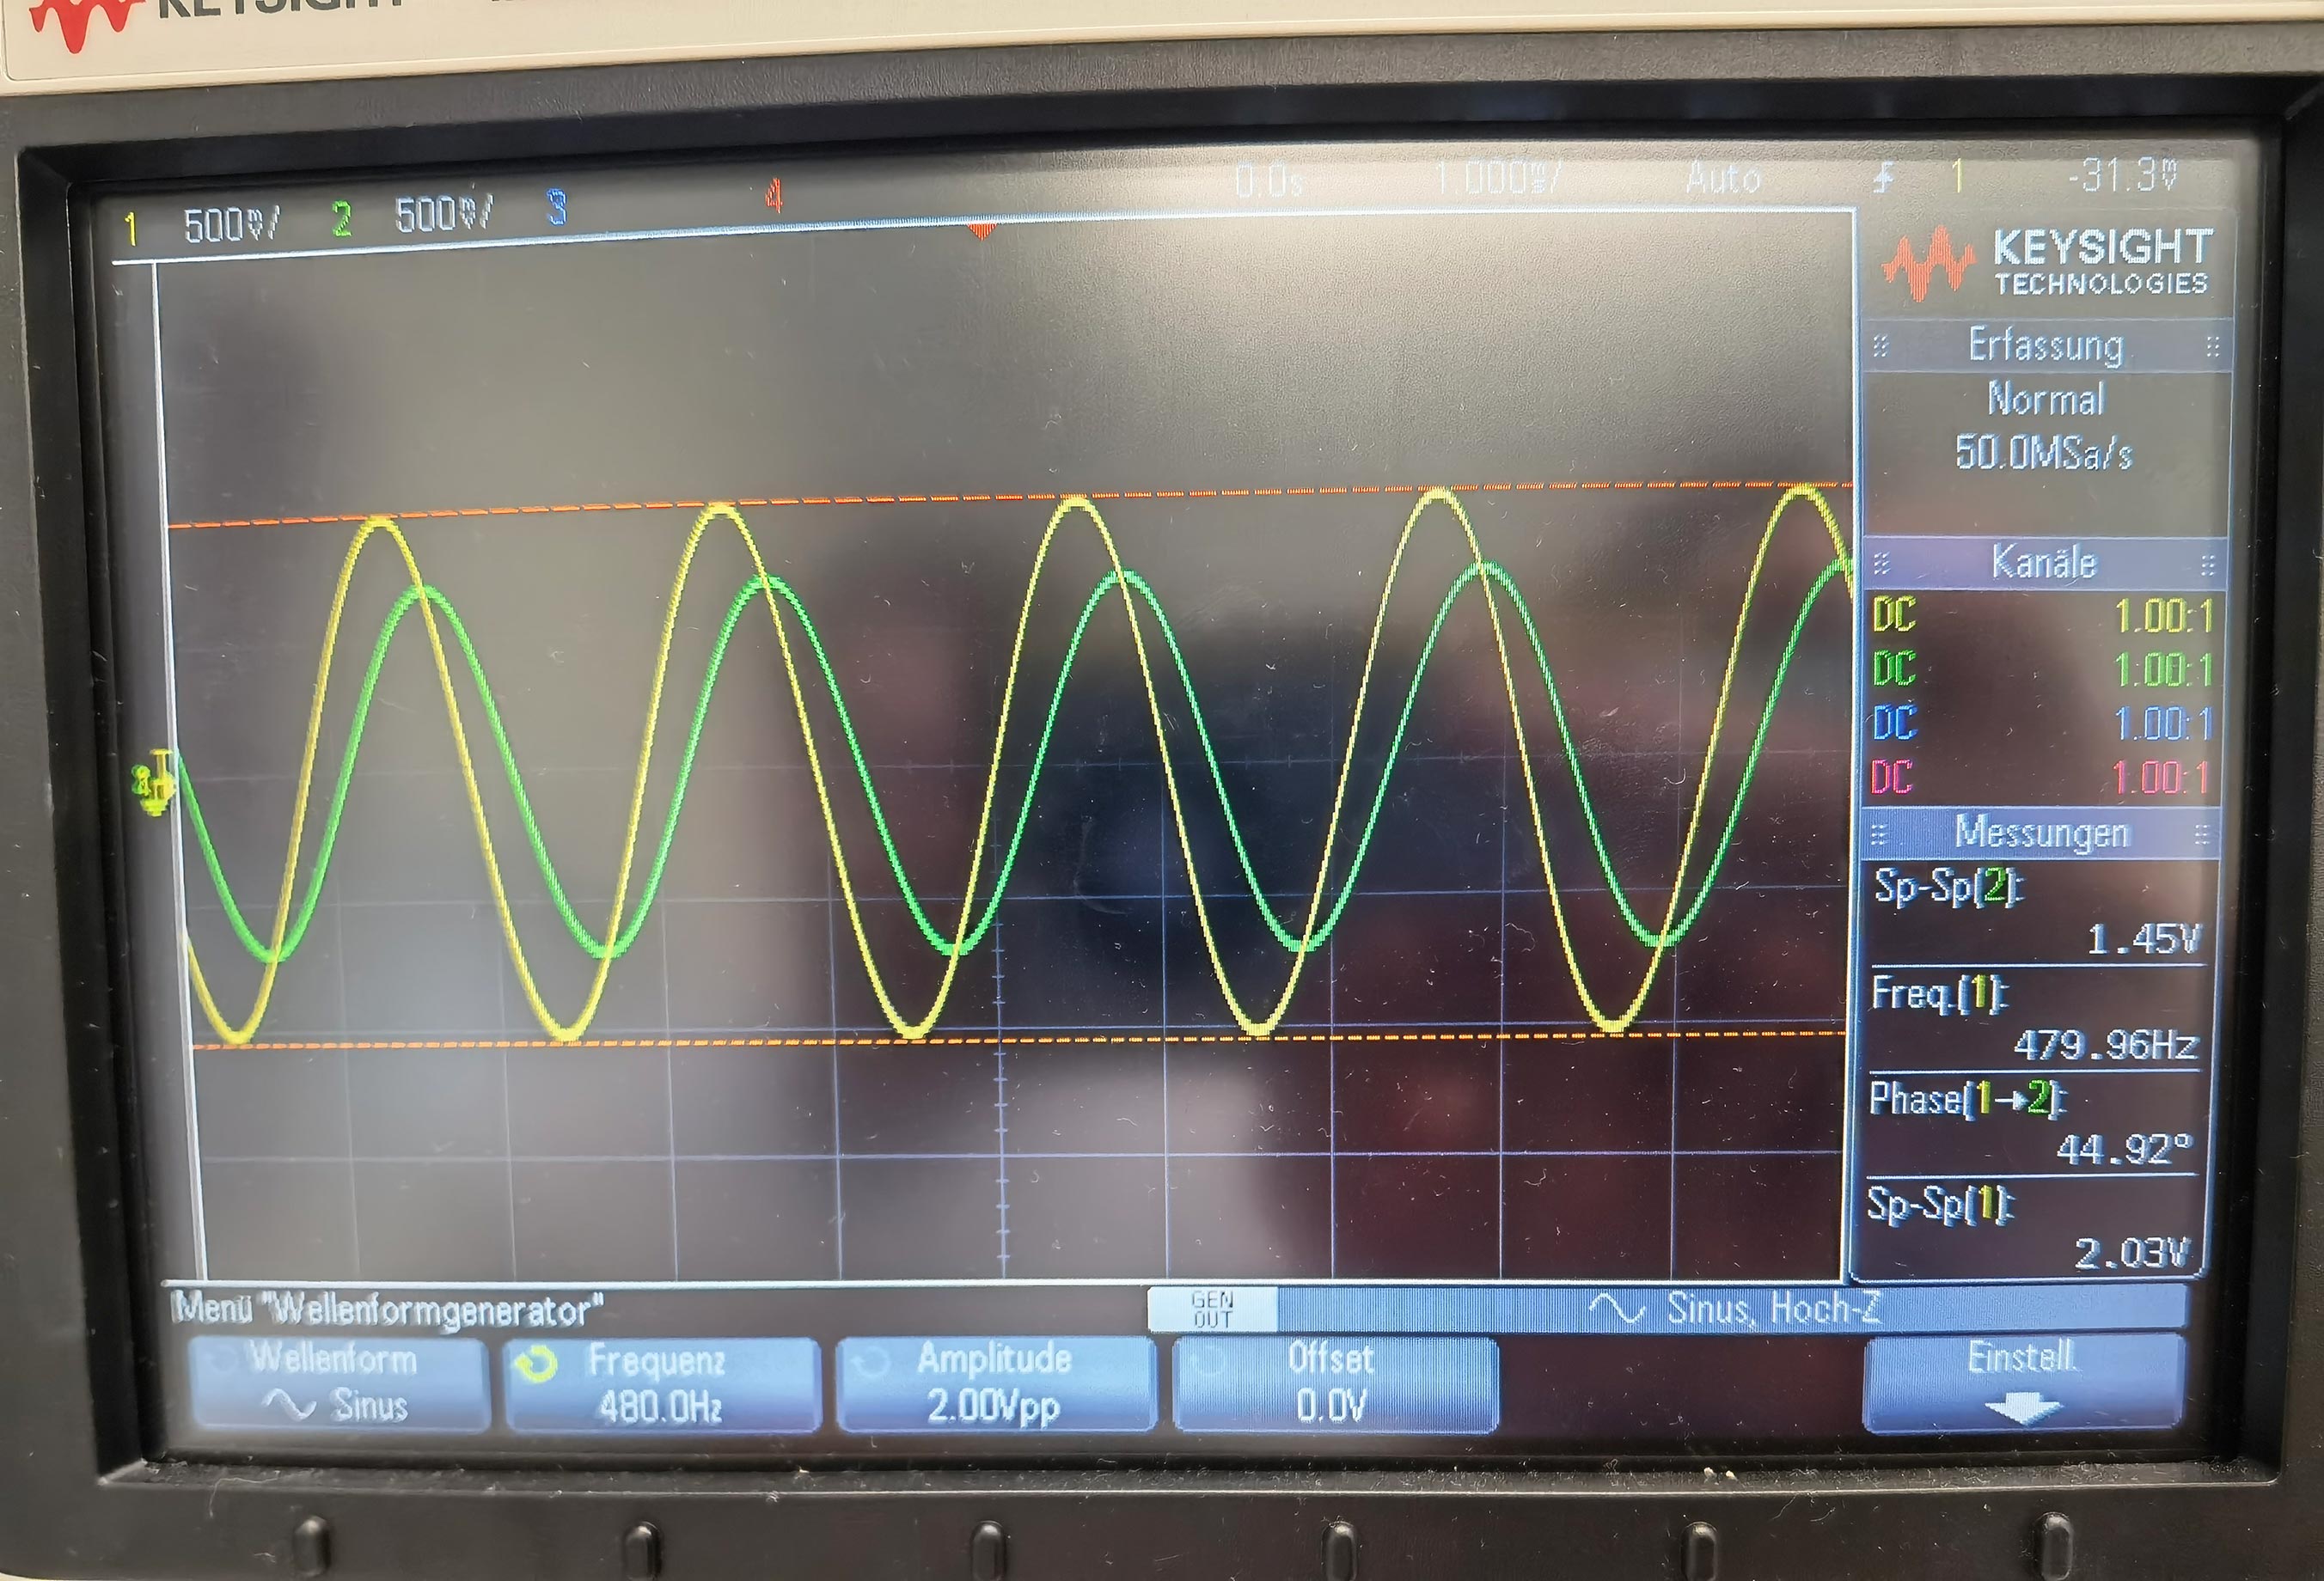 KEYSIGHT
1 500mV/ 2 500mV/ 3 4 0.0s 1.000ms/ Auto 1 -31.3mV
KEYSIGHT
TECHNOLOGIES
Erfassung
Normal
50.0MSa/s
Kanäle
DC 1.00:1
DC 1.00:1
DC 1.00:1
DC 1.00:1
Messungen
Sp-Sp(2):
1.45V
Freq.(1):
479.96Hz
Phase(1→2):
44.92°
Sp-Sp(1):
2.03V
Menü "Wellenformgenerator"
GEN
OUT
Sinus, Hoch-Z
Wellenform
Sinus
Frequenz
480.0Hz
Amplitude
2.00Vpp
Offset
0.0V
Einstell.